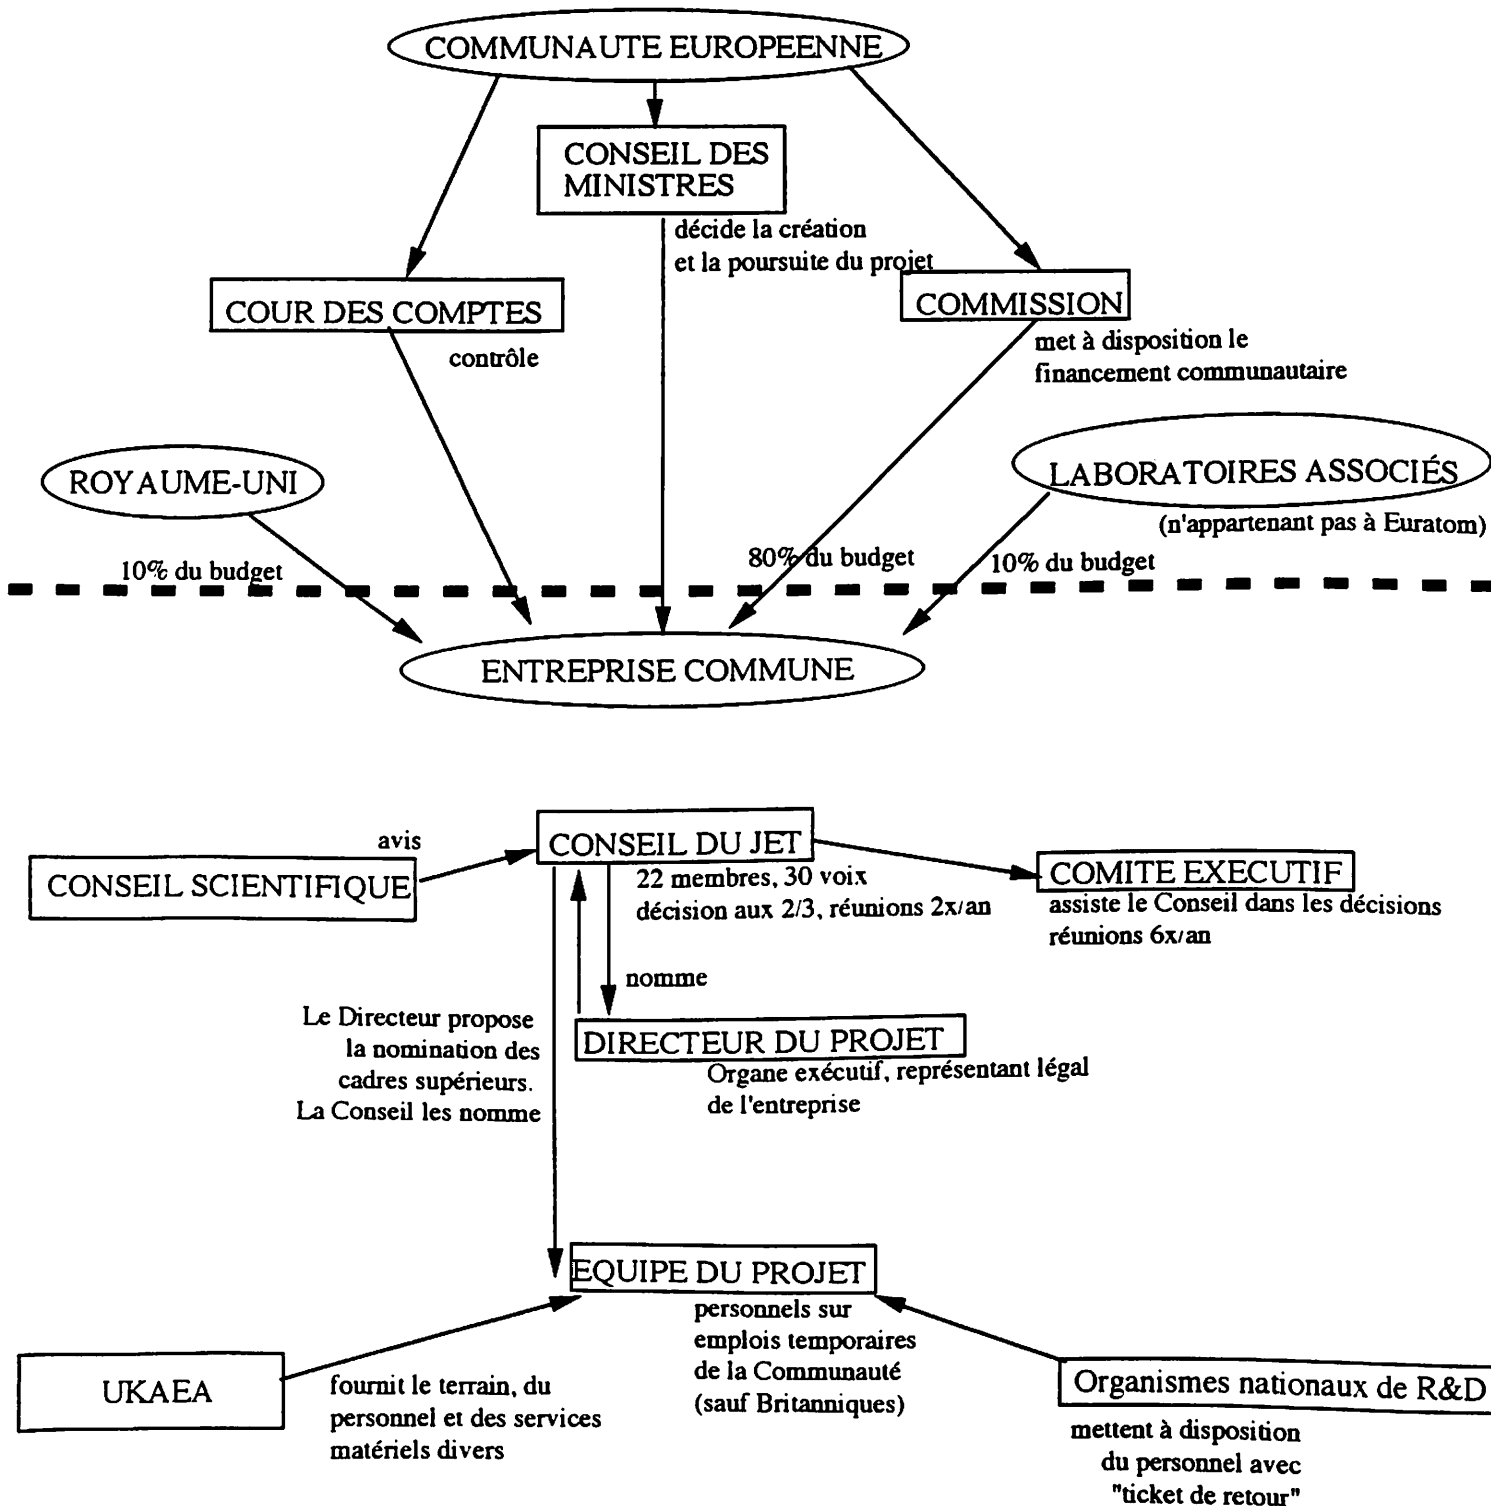 COMMUNAUTE EUROPEENNE
CONSEIL DES
MINISTRES
décide la création
et la poursuite du projet
COUR DES COMPTES
contrôle
COMMISSION
met à disposition le
financement communautaire
ROYAUME-UNI
LABORATOIRES ASSOCIÉS
(n'appartenant pas à Euratom)
10% du budget
80% du budget
10% du budget
ENTREPRISE COMMUNE
avis
CONSEIL SCIENTIFIQUE
CONSEIL DU JET
22 membres, 30 voix
décision aux 2/3, réunions 2x/an
COMITE EXECUTIF
assiste le Conseil dans les décisions
réunions 6x/an
nomme
Le Directeur propose
la nomination des
cadres supérieurs.
La Conseil les nomme
DIRECTEUR DU PROJET
Organe exécutif, représentant légal
de l'entreprise
EQUIPE DU PROJET
personnels sur
emplois temporaires
de la Communauté
(sauf Britanniques)
UKAEA
fournit le terrain, du
personnel et des services
matériels divers
Organismes nationaux de R&D
mettent à disposition
du personnel avec
"ticket de retour"